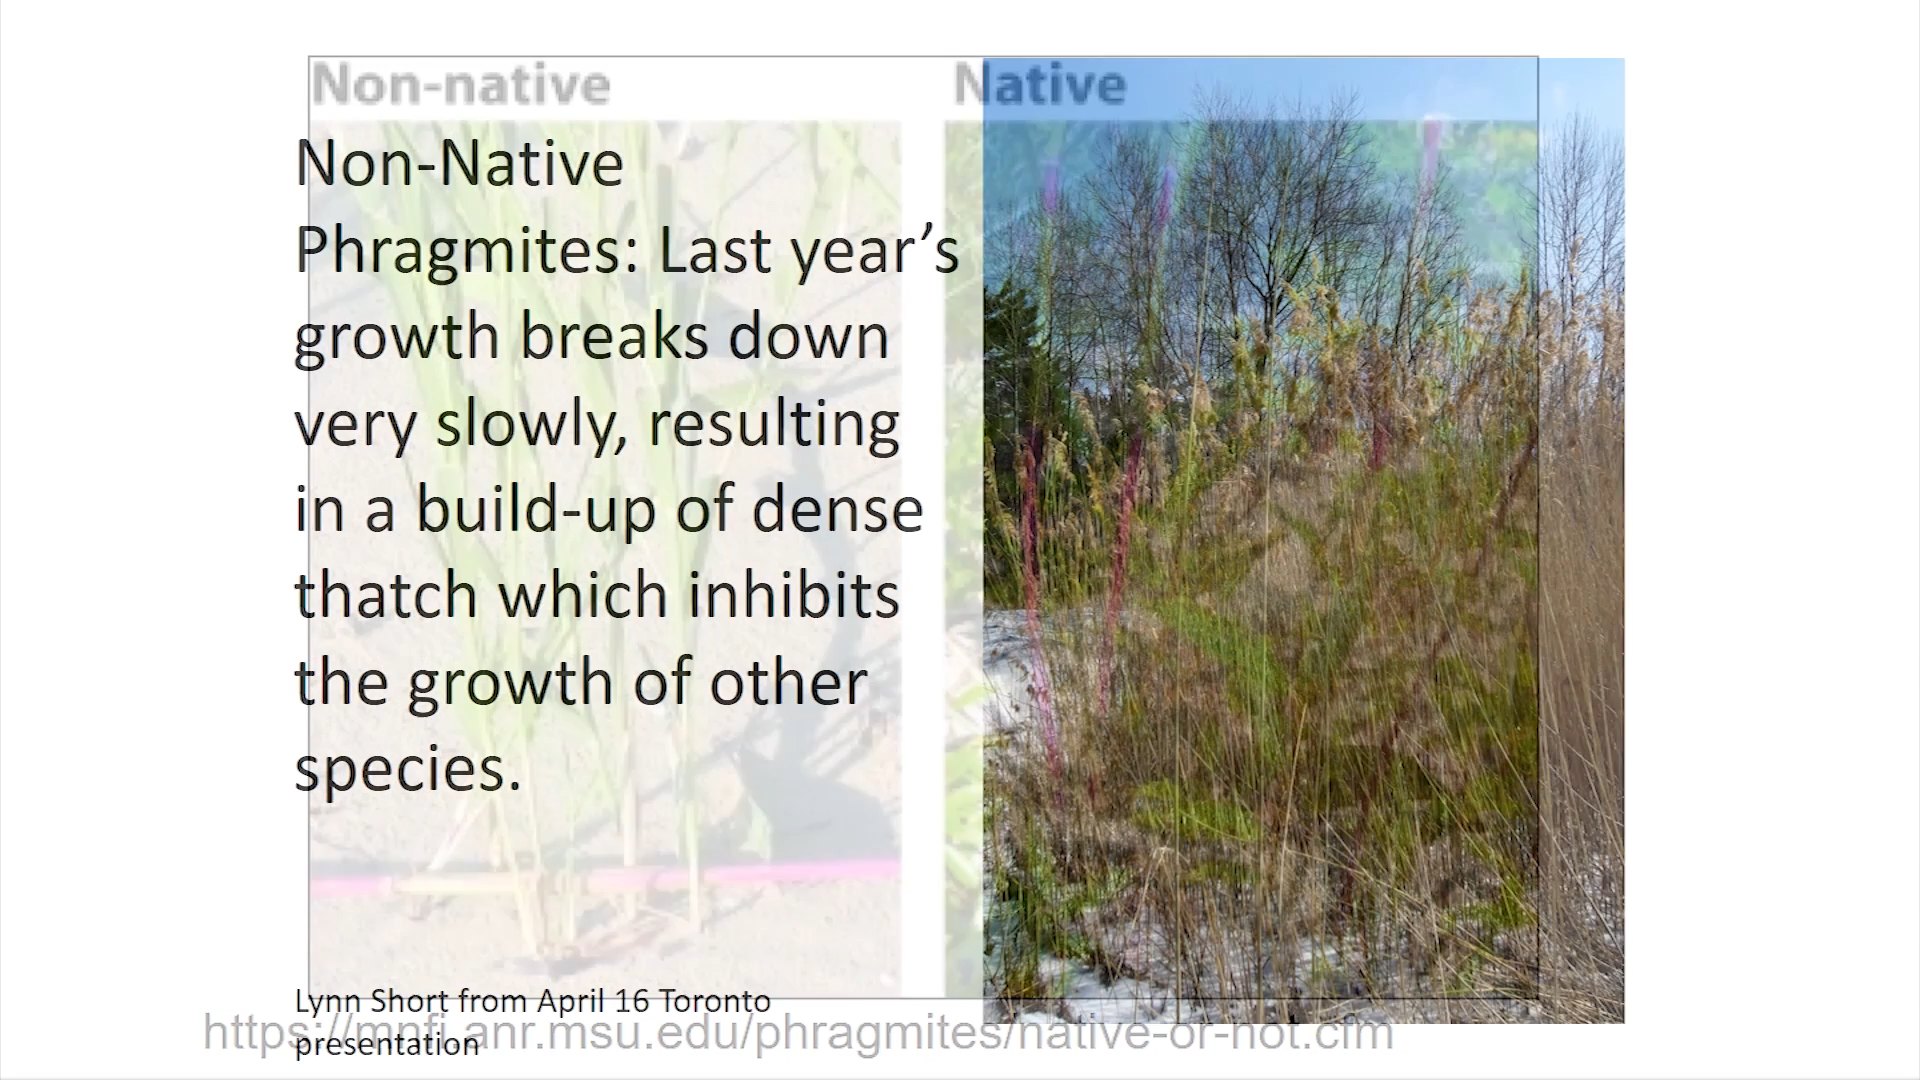 Non-native
Native
Non-Native
Phragmites: Last year’s
growth breaks down
very slowly, resulting
in a build-up of dense
thatch which inhibits
the growth of other
species.
Lynn Short from April 16 Toronto
presentation
https://mnfi.anr.msu.edu/phragmites/native-or-not.cfm